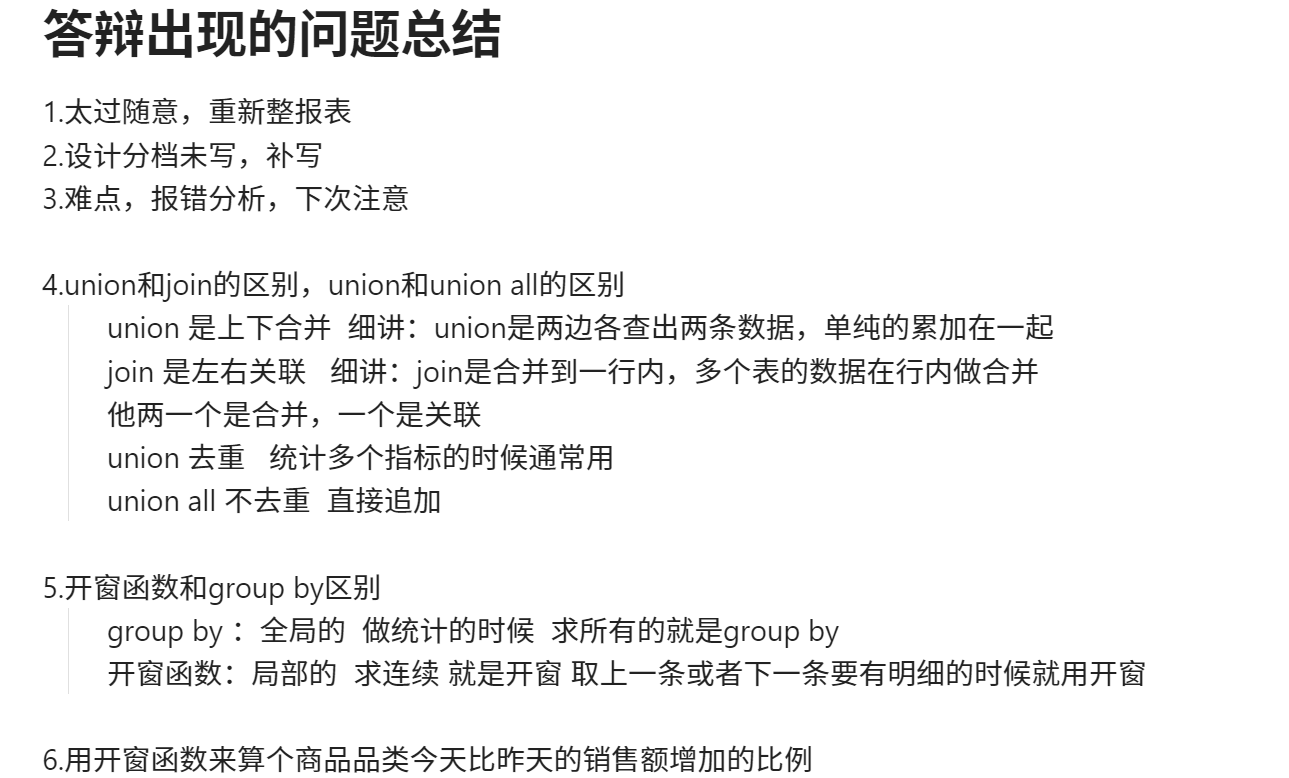 答辩出现的问题总结
1.太过随意，重新整报表
2.设计分档未写，补写
3.难点，报错分析，下次注意
4.union和join的区别，union和union all的区别
union 是上下合并  细讲：union是两边各查出两条数据，单纯的累加在一起
join 是左右关联   细讲：join是合并到一行内，多个表的数据在行内做合并
他两一个是合并，一个是关联
union 去重   统计多个指标的时候通常用
union all 不去重  直接追加
5.开窗函数和group by区别
group by ：全局的  做统计的时候  求所有的就是group by
开窗函数：局部的  求连续 就是开窗 取上一条或者下一条要有明细的时候就用开窗
6.用开窗函数来算个商品品类今天比昨天的销售额增加的比例